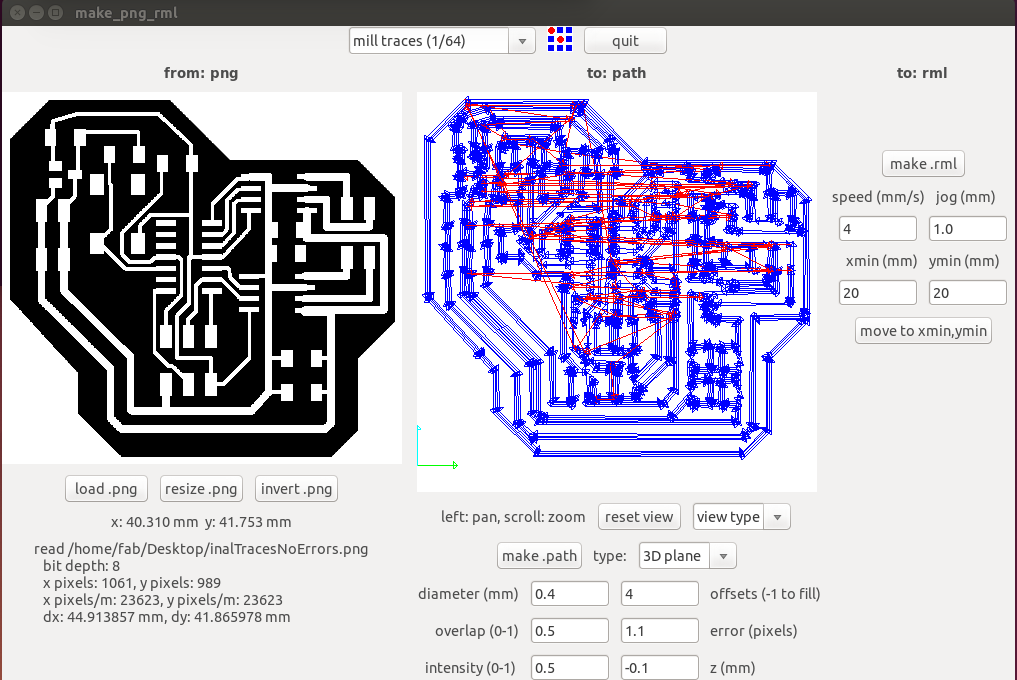 make_png_rml
mill traces (1/64) quit
from: png to: path to: rml
make .rml
speed (mm/s) jog (mm)
4 1.0
xmin (mm) ymin (mm)
20 20
move to xmin,ymin
load .png resize .png invert .png
x: 40.310 mm y: 41.753 mm
read /home/fab/Desktop/inalTracesNoErrors.png
bit depth: 8
x pixels: 1061, y pixels: 989
x pixels/m: 23623, y pixels/m: 23623
dx: 44.913857 mm, dy: 41.865978 mm
left: pan, scroll: zoom reset view view type
make .path type: 3D plane
diameter (mm) 0.4 4 offsets (-1 to fill)
overlap (0-1) 0.5 1.1 error (pixels)
intensity (0-1) 0.5 -0.1 z (mm)